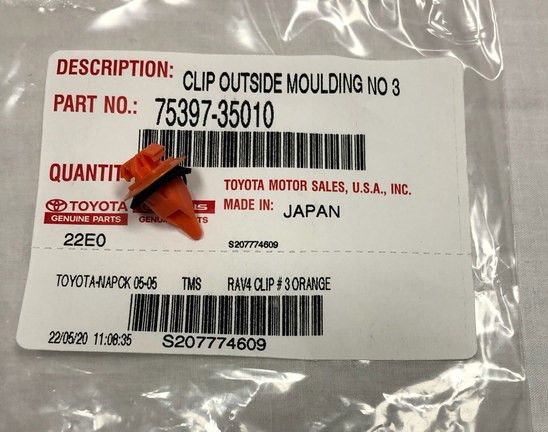 DESCRIPTION: CLIP OUTSIDE MOULDING NO 3
PART NO.: 75397-35010
QUANTIT
TOYOTA MOTOR SALES, U.S.A., INC.
TOYOTA
GENUINE PARTS
GENU PARTS
MADE IN: JAPAN
22E0
S207774609
TOYOTA-NAPCK 05-05 TMS RAV4 CLIP # 3 ORANGE
22/05/20 11:08:35
S207774609